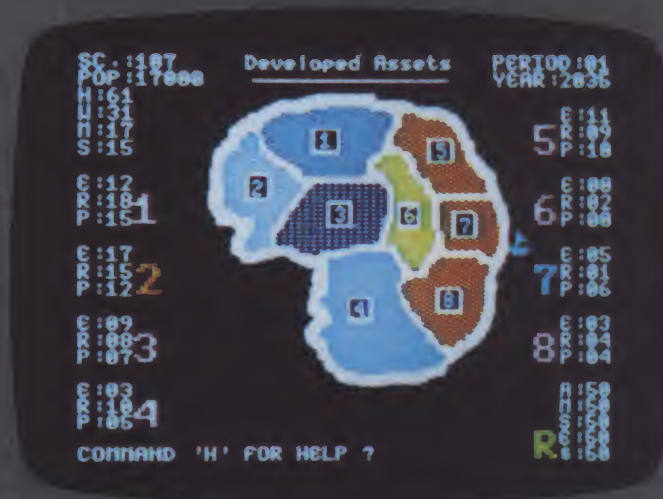 SC.:107
POP:17000
H:61
U:31
M:17
S:15
Developed Assets
PERIOD:01
YEAR:2036
E:12
R:18
P:15
1
E:17
R:15
P:12
2
E:09
R:08
P:07
3
E:03
R:10
P:06
4
1
2
3
4
5
6
7
8
5
E:11
R:09
P:10
6
E:00
R:02
P:00
7
E:05
R:01
P:06
8
E:03
R:04
P:04
R
A:50
COMMAND 'H' FOR HELP ?